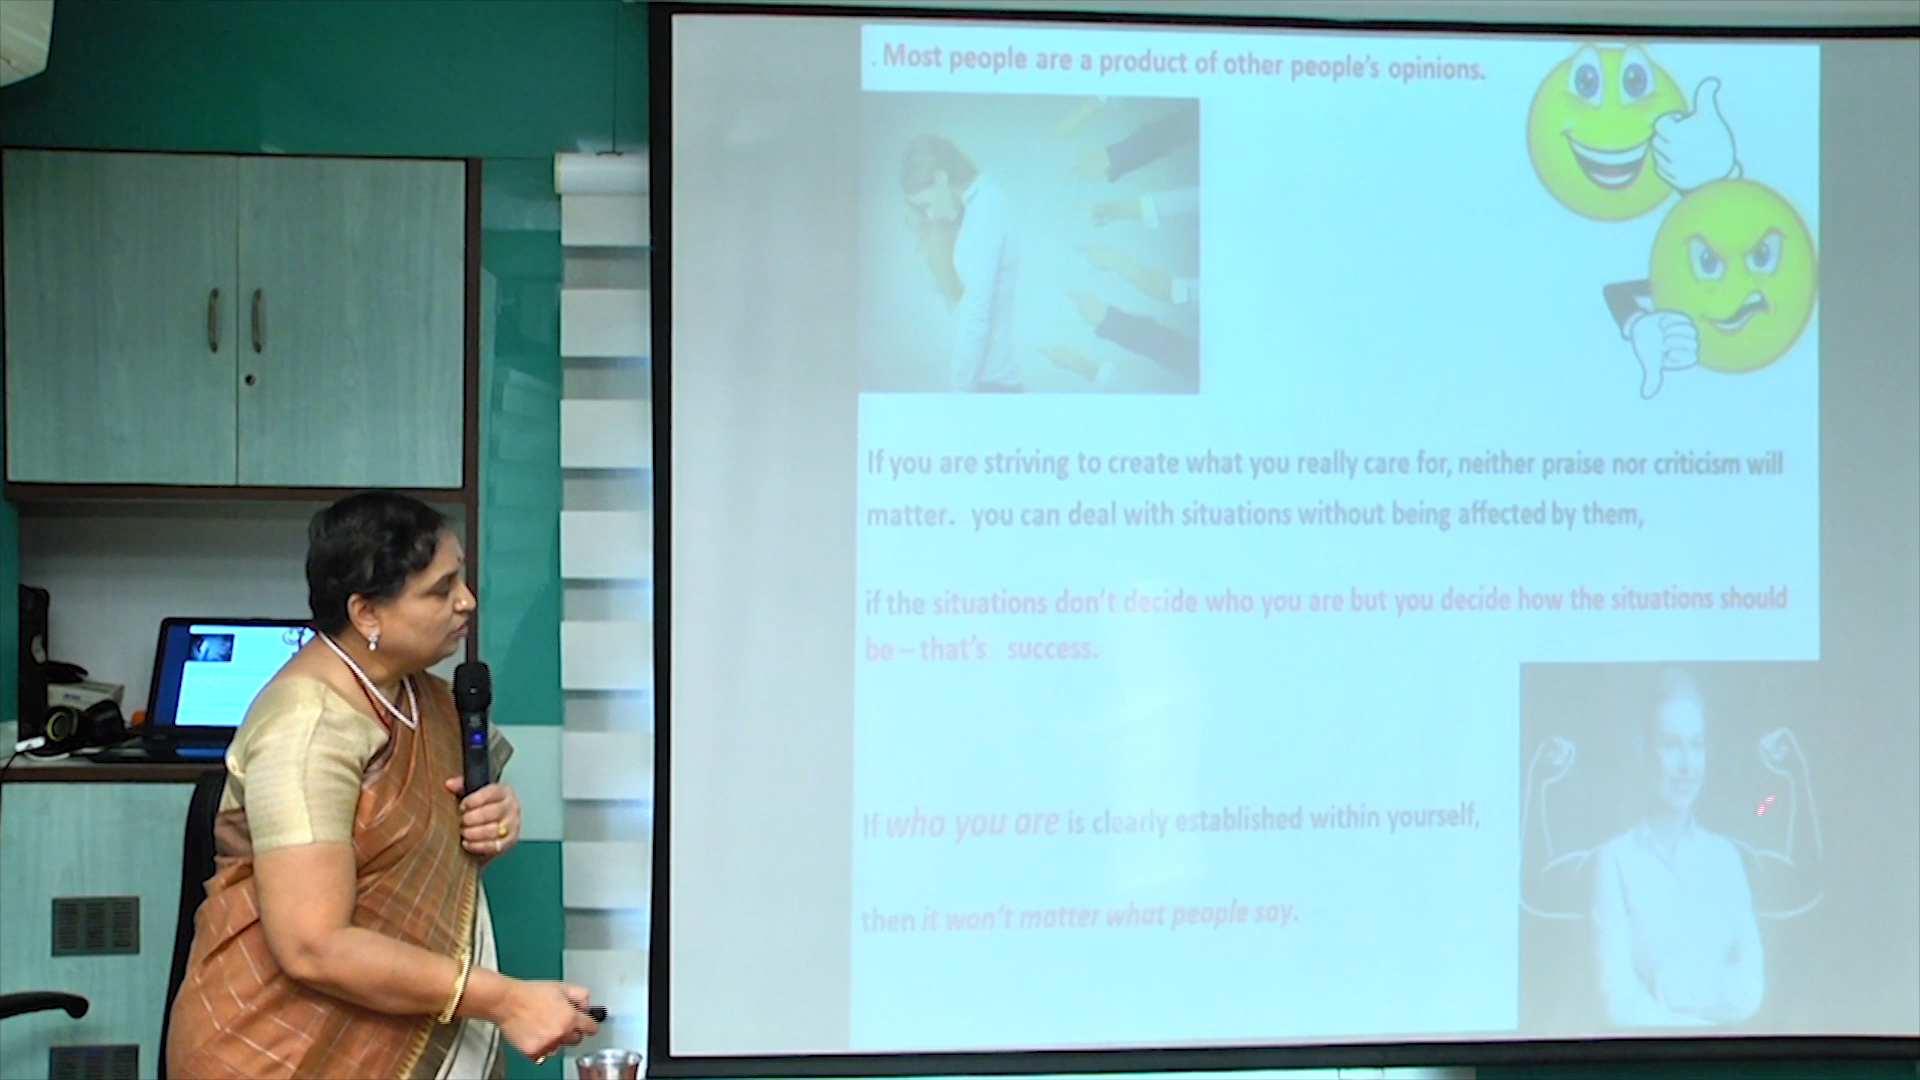 . Most people are a product of other people's opinions.
If you are striving to create what you really care for, neither praise nor criticism will
matter. you can deal with situations without being affected by them,
if the situations don't decide who you are but you decide how the situations should
be – that's success.
If who you are is clearly established within yourself,
then it won't matter what people say.